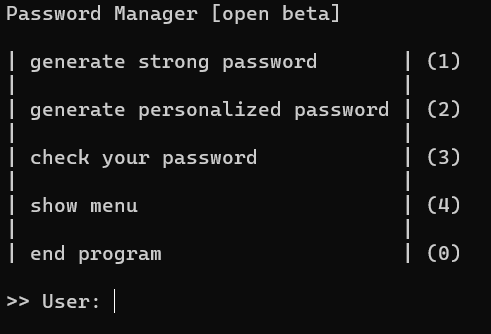 Password Manager [open beta]
| generate strong password | (1)
| |
| generate personalized password | (2)
| |
| check your password | (3)
| |
| show menu | (4)
| |
| end program | (0)
>> User: